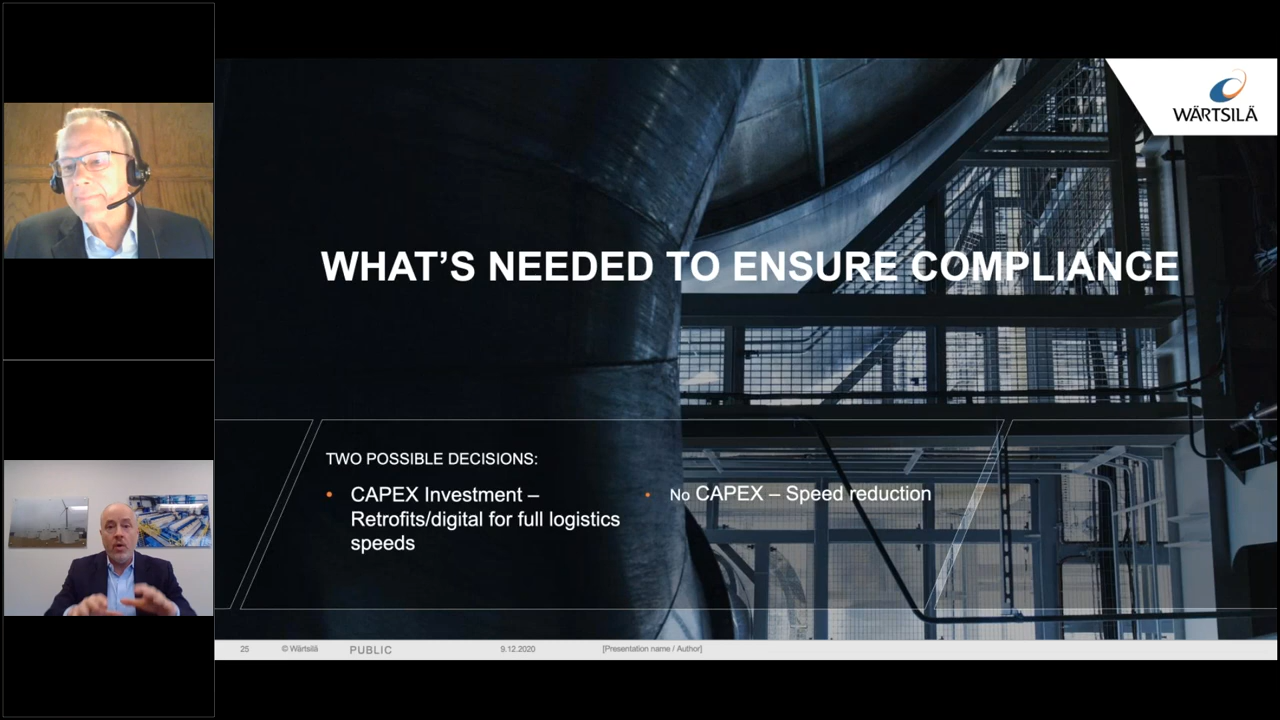 WÄRTSILÄ
WHAT'S NEEDED TO ENSURE COMPLIANCE
TWO POSSIBLE DECISIONS:
• CAPEX Investment –
Retrofits/digital for full logistics
speeds
• No CAPEX – Speed reduction
25 © Wärtsilä PUBLIC 9.12.2020 [Presentation name / Author]